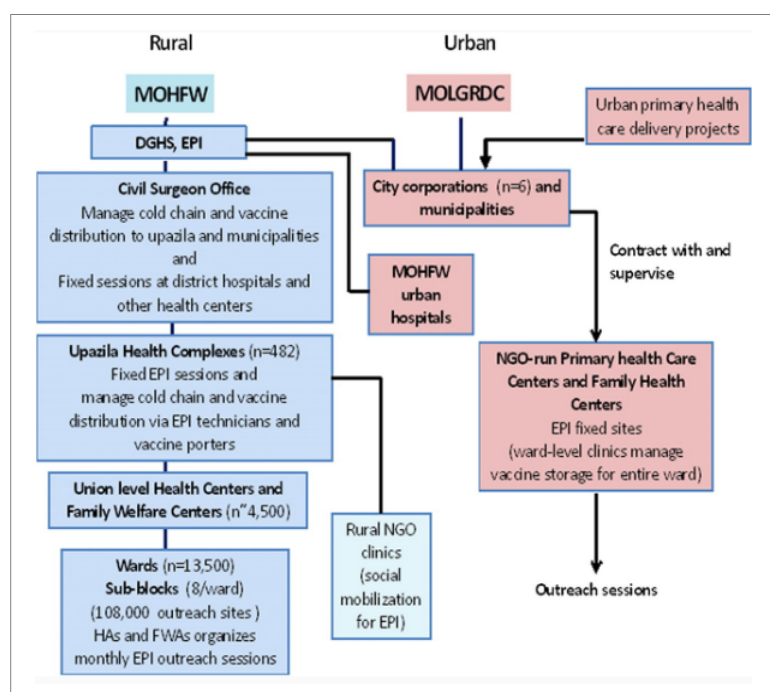 Rural
Urban
MOHFW
MOLGRDC
Urban primary health
care delivery projects
DGHS, EPI
City corporations (n=6) and
municipalities
Civil Surgeon Office
Manage cold chain and vaccine
distribution to upazila and municipalities
and
Fixed sessions at district hospitals and
other health centers
Contract with and
supervise
MOHFW
urban
hospitals
Upazila Health Complexes (n=482)
Fixed EPI sessions and
manage cold chain and vaccine
distribution via EPI technicians and
vaccine porters
NGO-run Primary health Care
Centers and Family Health
Centers
EPI fixed sites
(ward-level clinics manage
vaccine storage for entire ward)
Union level Health Centers and
Family Welfare Centers (n~4,500)
Rural NGO
clinics
(social
mobilization
for EPI)
Wards (n=13,500)
Sub-blocks (8/ward)
(108,000 outreach sites )
HAs and FWAs organizes
monthly EPI outreach sessions
Outreach sessions